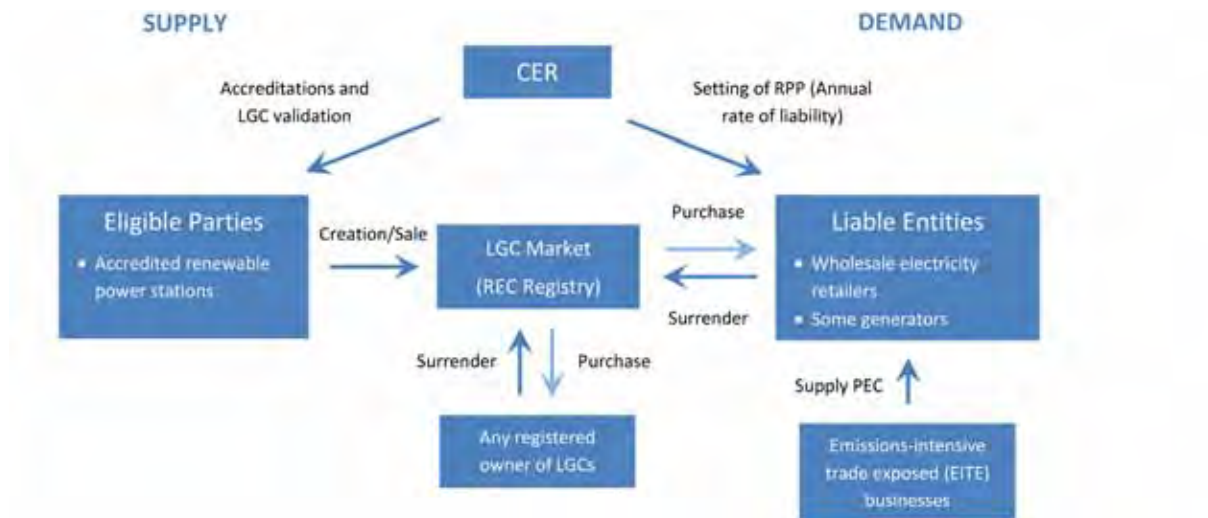 SUPPLY
DEMAND
CER
Accreditations and
LGC validation
Setting of RPP (Annual
rate of liability)
Eligible Parties
• Accredited renewable
power stations
Creation/Sale
LGC Market
(REC Registry)
Purchase
Surrender
Liable Entities
• Wholesale electricity
retailers
• Some generators
Surrender
Purchase
Supply PEC
Any registered
owner of LGCs
Emissions-intensive
trade exposed (EITE)
businesses